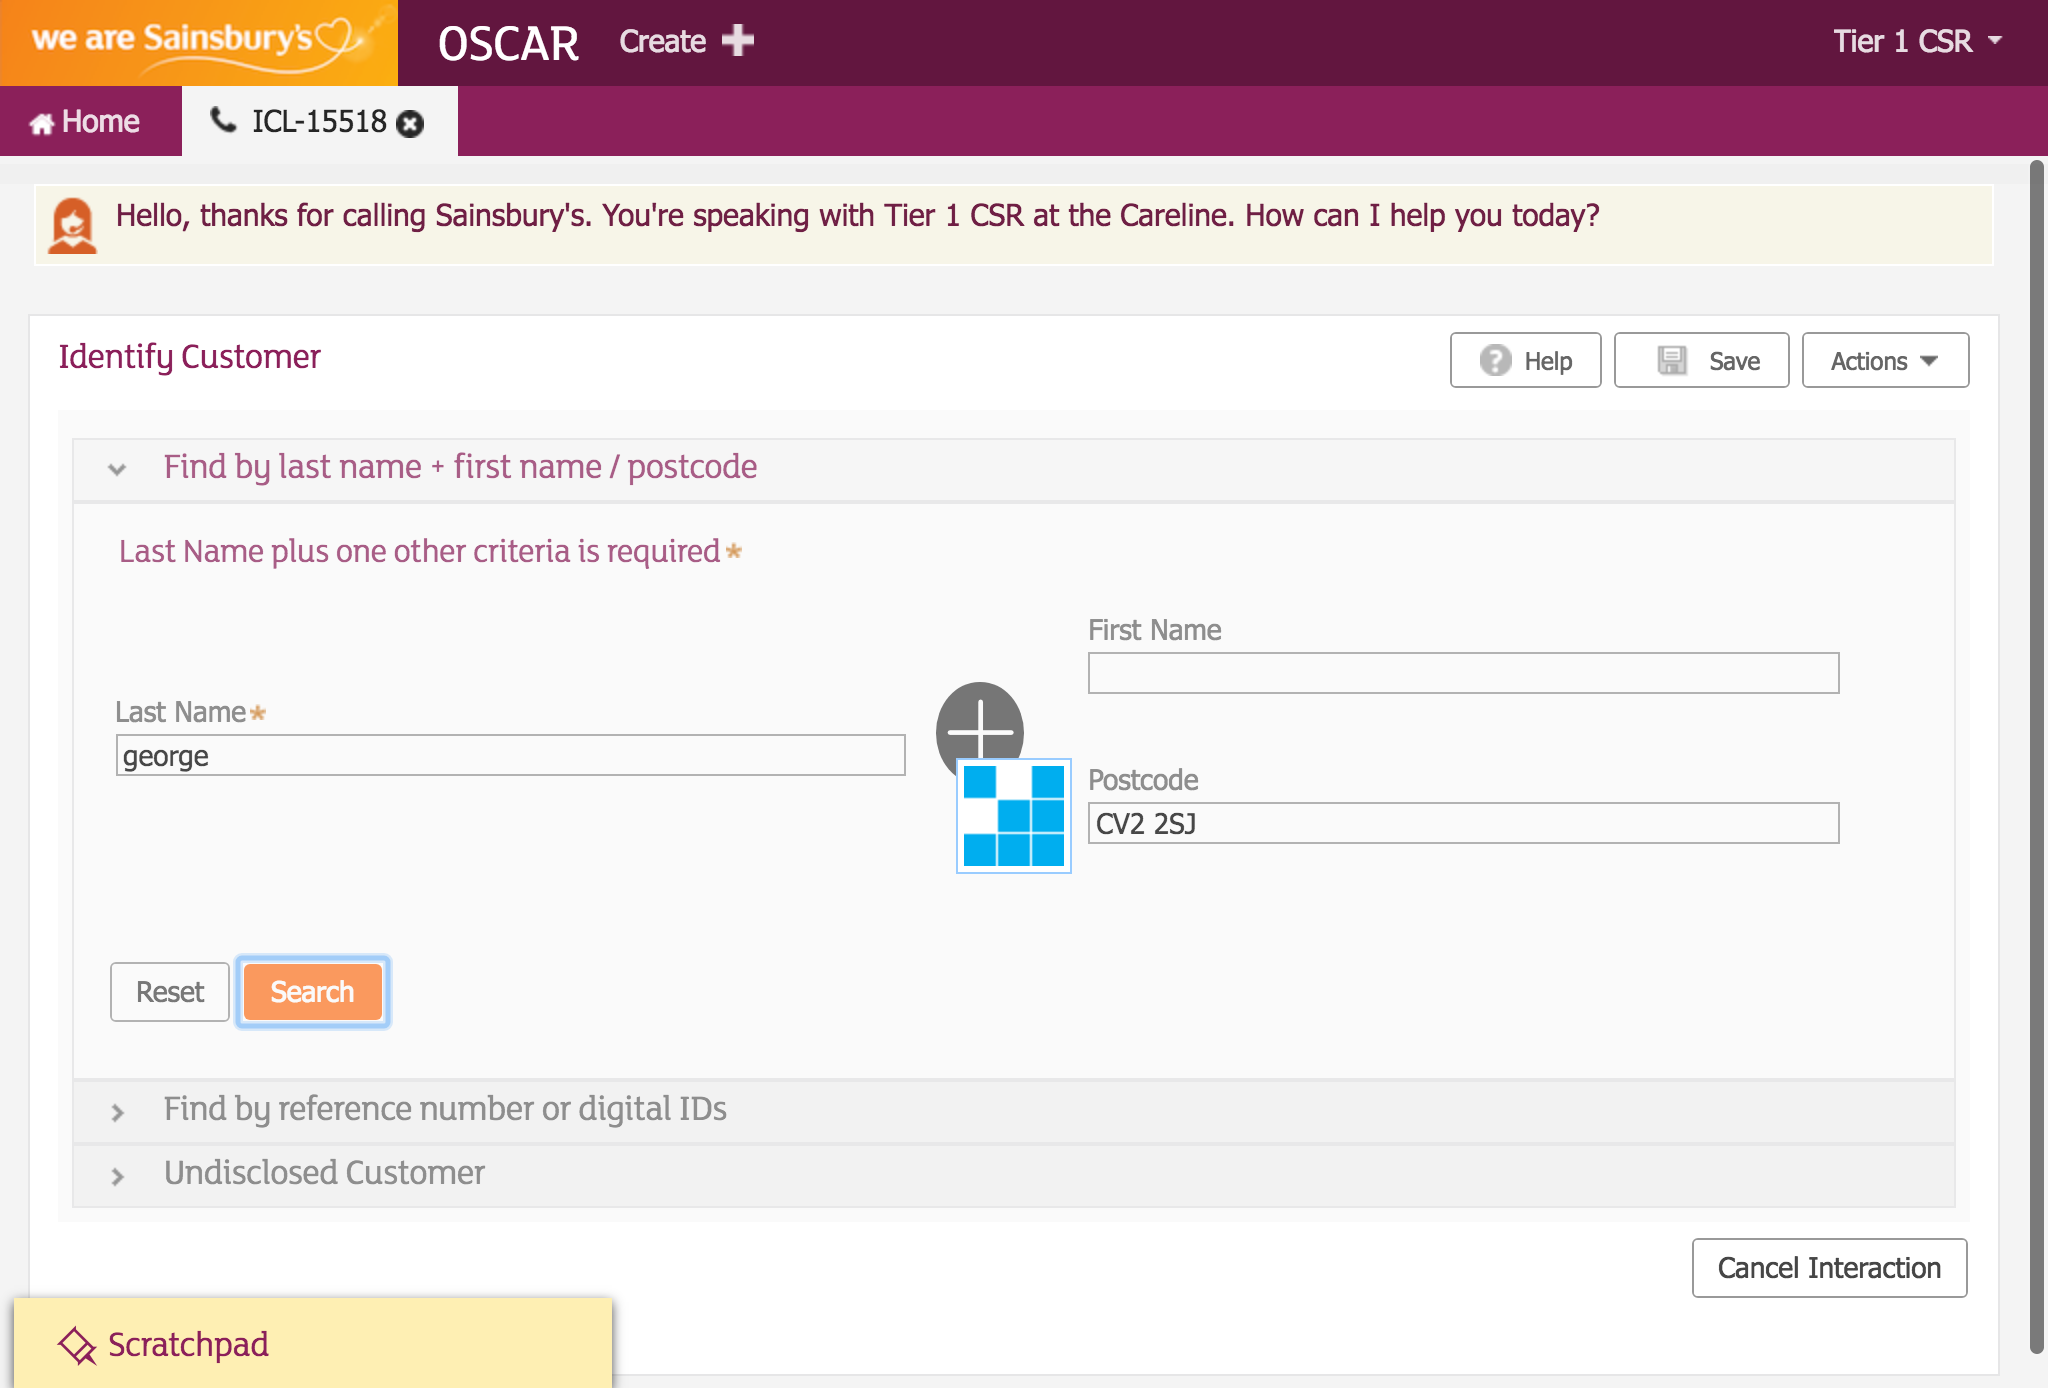 we are Sainsbury's
OSCAR
Create
Tier 1 CSR
Home
ICL-15518
Hello, thanks for calling Sainsbury's. You're speaking with Tier 1 CSR at the Careline. How can I help you today?
Identify Customer
Help
Save
Actions
Find by last name + first name / postcode
Last Name plus one other criteria is required*
First Name
Last Name*
george
Postcode
CV2 2SJ
Reset
Search
Find by reference number or digital IDs
Undisclosed Customer
Cancel Interaction
Scratchpad